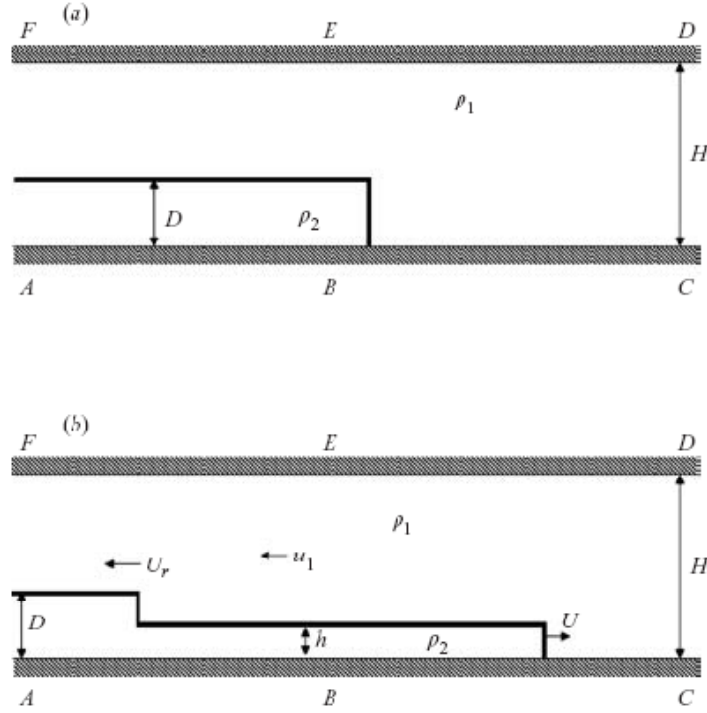 (a)
F E D
ρ1
H
D ρ2
A B C
(b)
F E D
ρ1
Ur u1
H
D h ρ2 U
A B C